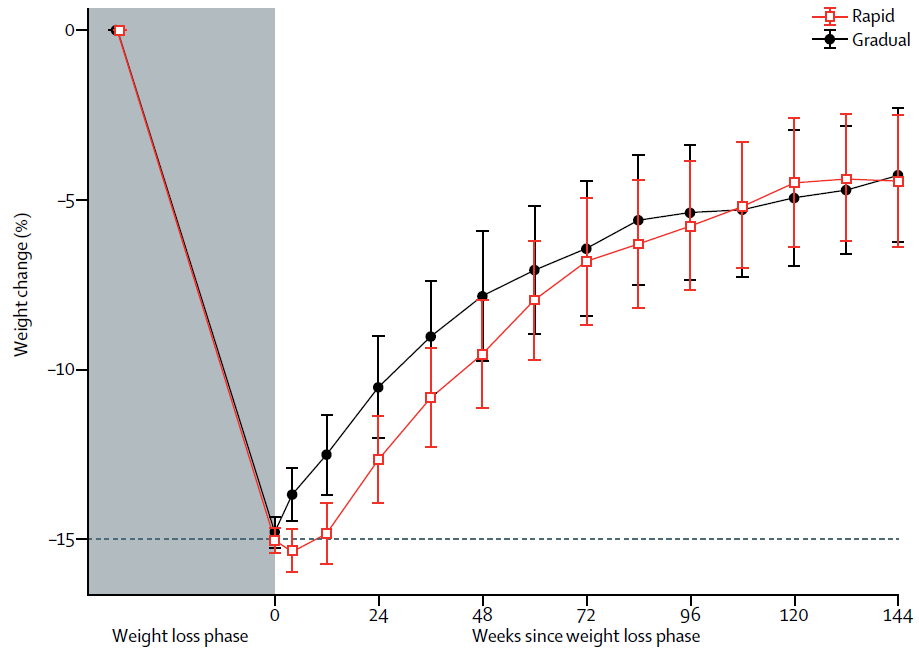 Rapid
Gradual
0
−5
−10
−15
Weight change (%)
0 24 48 72 96 120 144
Weight loss phase Weeks since weight loss phase